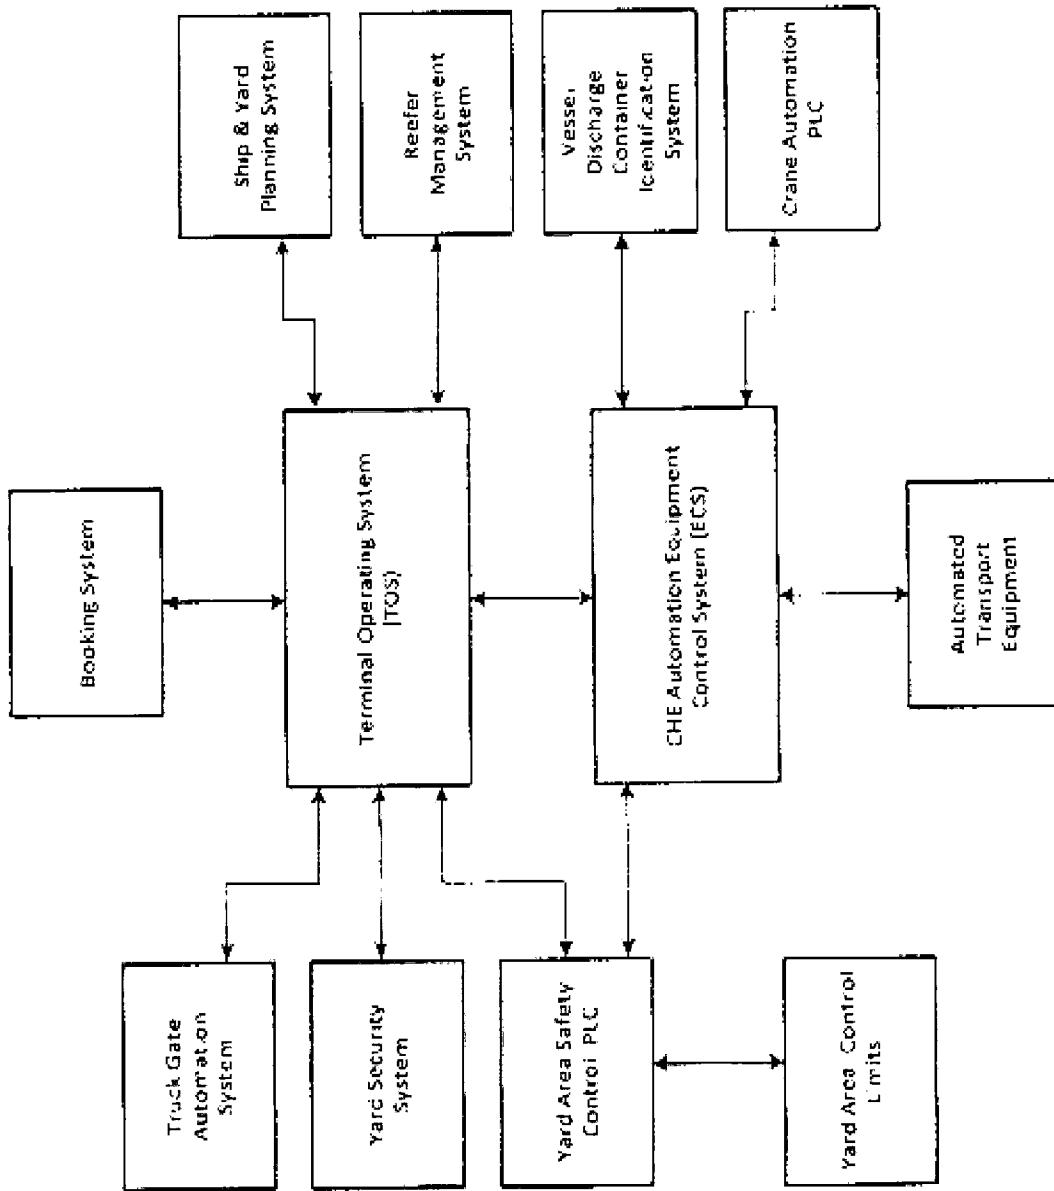 Booking System
Truck Gate
Automation
System
Yard Security
System
Yard Area Safety
Control PLC
Yard Area Control
Limits
Terminal Operating System
(TOS)
CHE Automation Equipment
Control System (ECS)
Automated
Transport
Equipment
Ship & Yard
Planning System
Reefer
Management
System
Vessel
Discharge
Container
Identification
System
Crane Automation
PLC